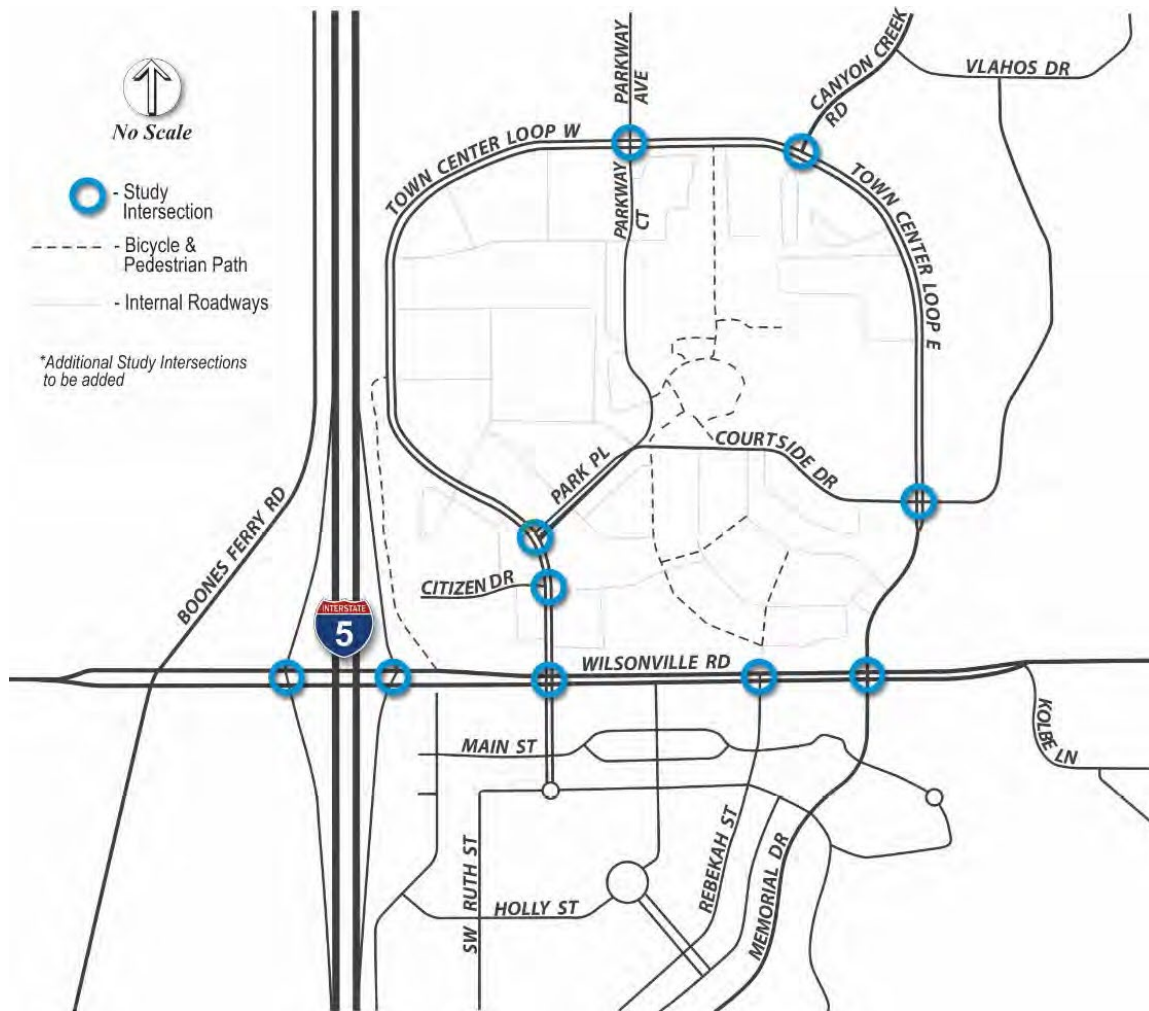 PARKWAY
AVE
CANYON CREEK
RD
VLAHOS DR
No Scale
TOWN CENTER LOOP W
- Study
Intersection
PARKWAY
CT
TOWN CENTER LOOP E
- Bicycle &
Pedestrian Path
- Internal Roadways
*Additional Study Intersections
to be added
COURTSIDE DR
PARK PL
BOONES FERRY RD
CITIZEN DR
INTERSTATE
5
WILSONVILLE RD
KOLBE LN
MAIN ST
SW RUTH ST
REBEKAH ST
MEMORIAL DR
HOLLY ST